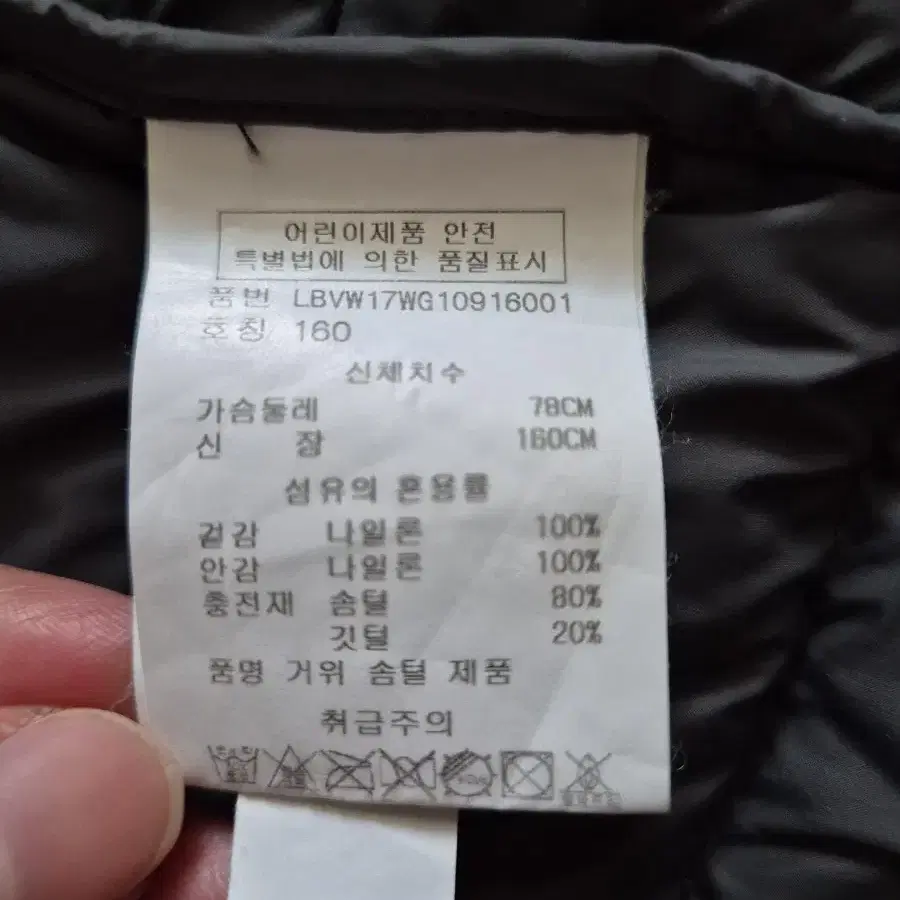 어린이제품 안전
특별법에 의한 품질표시
품번 LBVW17WG10916001
호칭 160
신체치수
가슴둘레 78CM
신 장 160CM
섬유의 혼용률
겉감 나일론 100%
안감 나일론 100%
충전재 솜털 80%
깃털 20%
품명 거위 솜털 제품
취급주의